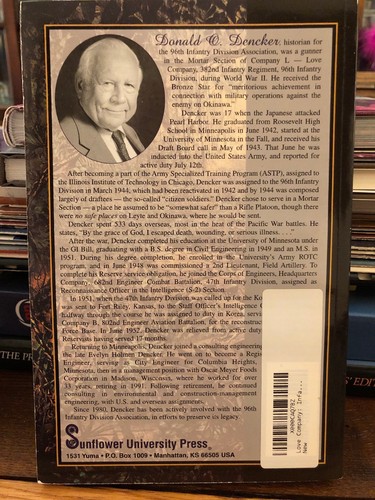 Donald O. Dencker, historian
for the 96th Infantry Division Association, was a gunner
in the Mortar Section of Company L — Love
Company, 382nd Infantry Regiment, 96th Infantry
Division, during World War II. He received the
Bronze Star for "meritorious achievement in
connection with military operations against the
enemy on Okinawa."
Dencker was 17 when the Japanese attacked
Pearl Harbor. He graduated from Roosevelt High
School in Minneapolis in June 1942, started at the
University of Minnesota in the Fall, and received his
Draft Board call in May of 1943. That June he was
inducted into the United States Army, and reported for
active duty July 12th.
After becoming a part of the Army Specialized Training Program (ASTP), assigned to
the Illinois Institute of Technology in Chicago, Dencker was assigned to the 96th Infantry
Division in March 1944, which had been reactivated in 1942 and by 1944 was composed
largely of draftees — the so-called "citizen soldiers." Dencker chose to serve in a Mortar
Section — a place he assumed to be "somewhat safer" than a Rifle Platoon, though there
were no safe places on Leyte and Okinawa, where he would be sent.
Dencker spent 333 days overseas, most in the heat of the Pacific War battles. He
states, "By the grace of God, I escaped death, wounding, or serious illness. . . ."
After the war, Dencker completed his education at the University of Minnesota under
the GI Bill, graduating with a B.S. degree in Civil Engineering in 1949 and an M.S. in
1951. During his degree completion, he enrolled in the University's Army ROTC
program, and in June 1948 was commissioned a 2nd Lieutenant, Field Artillery. To
complete his Reserve service obligation, he joined the Corps of Engineers, Headquarters
Company, 682nd Engineer Combat Battalion, 47th Infantry Division, assigned as
Reconnaissance Officer in the Intelligence (S-2) Section.
In 1951, when the 47th Infantry Division was called up for the Ko
was sent to Fort Riley, Kansas, to the Staff Officer's Intelligence C
Halfway through the course he was assigned to duty in Korea, servi
Company B, 802nd Engineer Aviation Battalion, for the reconstruc
Force Base. In June 1952, Dencker was relieved from active duty
Reservists having served 17 months.
Returning to Minneapolis, Dencker joined a consulting engineering
the late Evelyn Holmen Dencker. He went on to become a Regis
Engineer, serving as City Engineer for Columbia Heights,
Minnesota, then in a management position with Oscar Mayer Foods
Corporation in Madison, Wisconsin, where he worked for over
33 years, retiring in 1991. Following retirement, he continued
consulting in environmental and construction-management
engineering, with U.S. and overseas assignments.
Since 1980, Dencker has been actively involved with the 96th
Infantry Division Association, in efforts to preserve its legacy.
Sunflower University Press
1531 Yuma • P.O. Box 1009 • Manhattan, KS 66505 USA
Love Company: Infa...
New
THE PR
EDIT